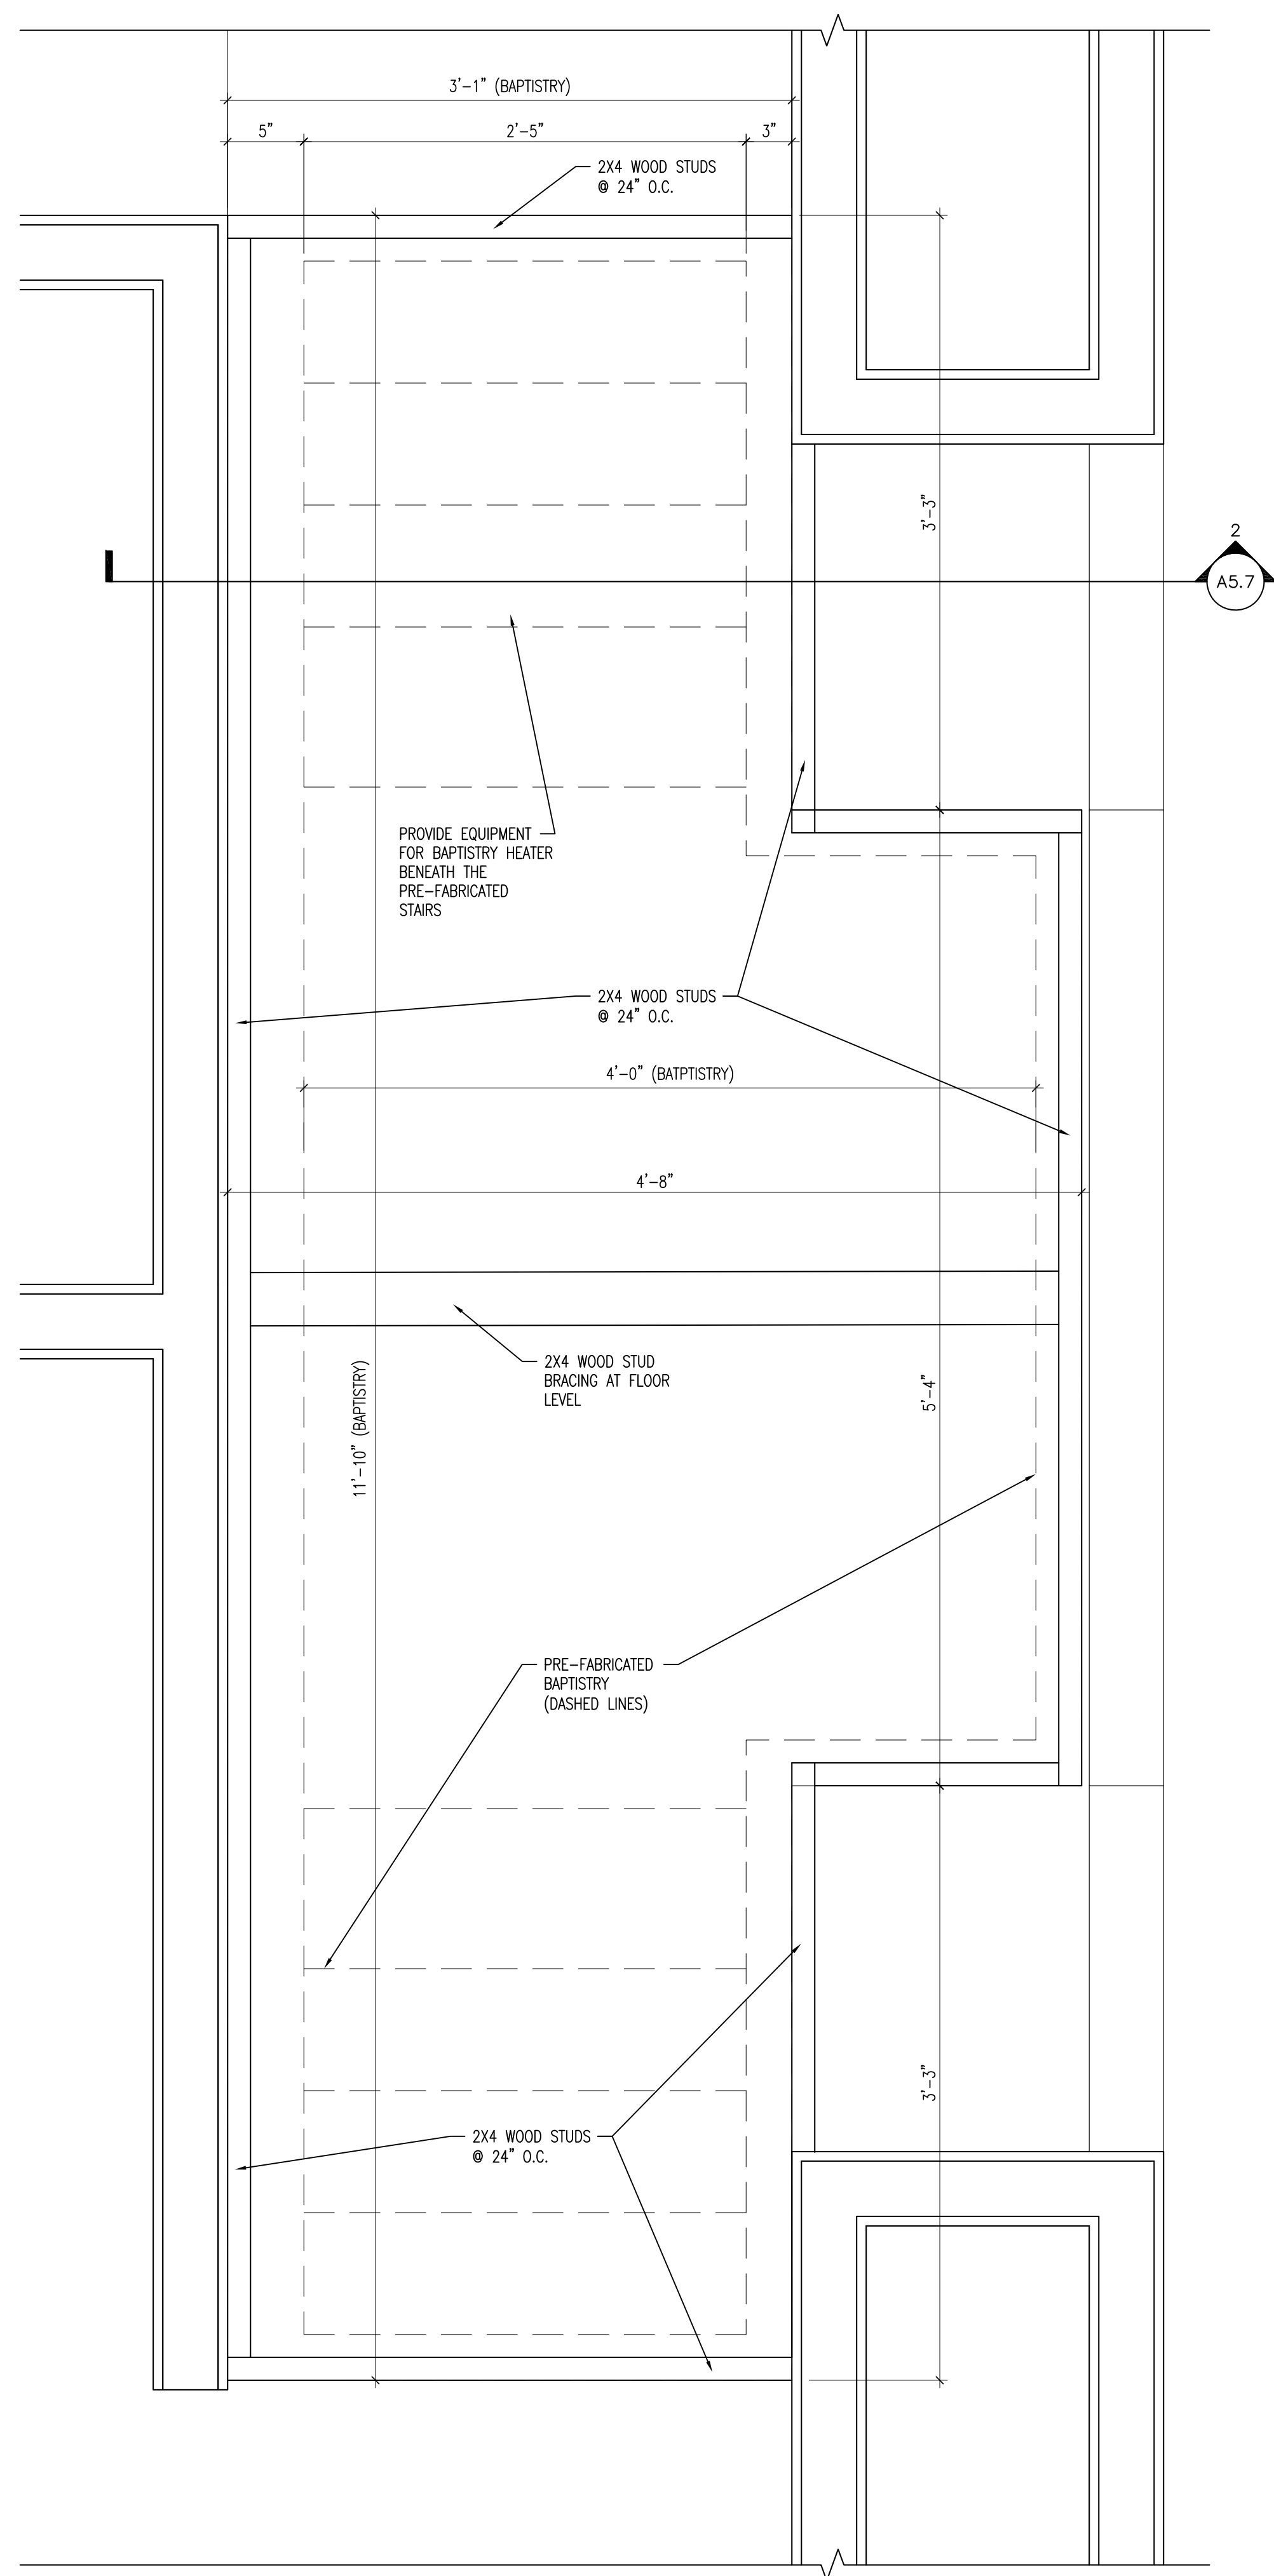 3'-1" (BAPTISTRY)
5"
2'-5"
3"
2X4 WOOD STUDS
@ 24" O.C.
3'-3"
2
A5.7
PROVIDE EQUIPMENT
FOR BAPTISTRY HEATER
BENEATH THE
PRE-FABRICATED
STAIRS
2X4 WOOD STUDS
@ 24" O.C.
4'-0" (BATPTISTRY)
4'-8"
2X4 WOOD STUD
BRACING AT FLOOR
LEVEL
11'-10" (BAPTISTRY)
5'-4"
PRE-FABRICATED
BAPTISTRY
(DASHED LINES)
3'-3"
2X4 WOOD STUDS
@ 24" O.C.